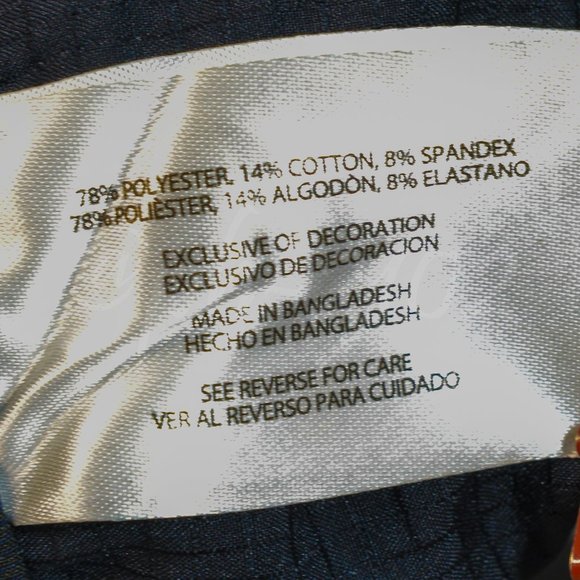 78% POLYESTER, 14% COTTON, 8% SPANDEX
78% POLIÈSTER, 14% ALGODÒN, 8% ELASTANO
EXCLUSIVE OF DECORATION
EXCLUSIVO DE DECORACION
MADE IN BANGLADESH
HECHO EN BANGLADESH
SEE REVERSE FOR CARE
VER AL REVERSO PARA CUIDADO